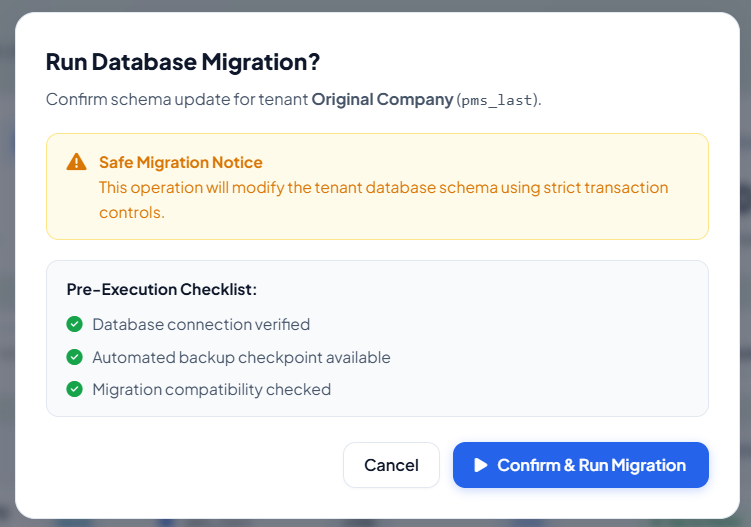 Run Database Migration?
Confirm schema update for tenant Original Company (pms_last).
Safe Migration Notice
This operation will modify the tenant database schema using strict transaction
controls.
Pre-Execution Checklist:
Database connection verified
Automated backup checkpoint available
Migration compatibility checked
Cancel
Confirm & Run Migration